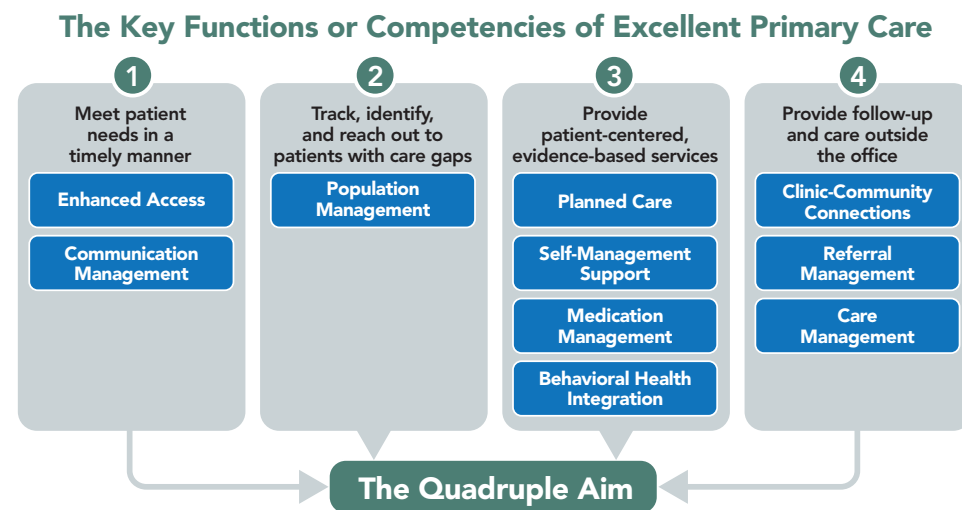 The Key Functions or Competencies of Excellent Primary Care
1
Meet patient
needs in a
timely manner
Enhanced Access
Communication
Management
2
Track, identify,
and reach out to
patients with care gaps
Population
Management
3
Provide
patient-centered,
evidence-based services
Planned Care
Self-Management
Support
Medication
Management
Behavioral Health
Integration
4
Provide follow-up
and care outside
the office
Clinic-Community
Connections
Referral
Management
Care
Management
The Quadruple Aim